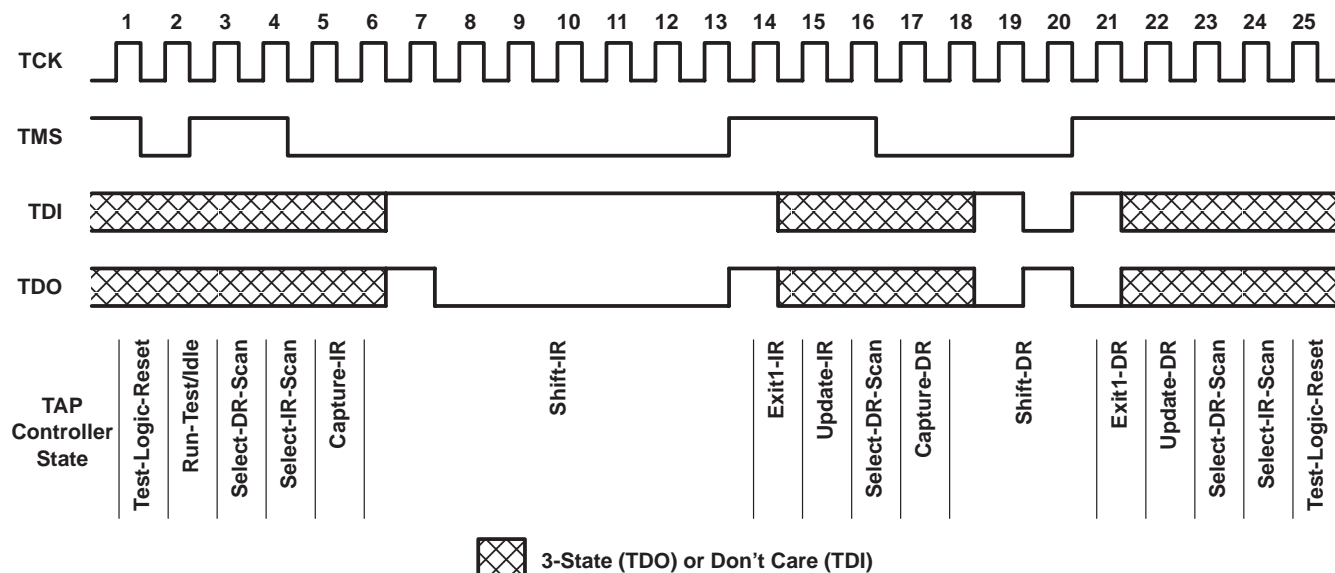 1 2 3 4 5 6 7 8 9 10 11 12 13 14 15 16 17 18 19 20 21 22 23 24 25
TCK
TMS
TDI
TDO
TAP
Controller
State
Test-Logic-Reset
Run-Test/Idle
Select-DR-Scan
Select-IR-Scan
Capture-IR
Shift-IR
Exit1-IR
Update-IR
Select-DR-Scan
Capture-DR
Shift-DR
Exit1-DR
Update-DR
Select-DR-Scan
Select-IR-Scan
Test-Logic-Reset
3-State (TDO) or Don’t Care (TDI)